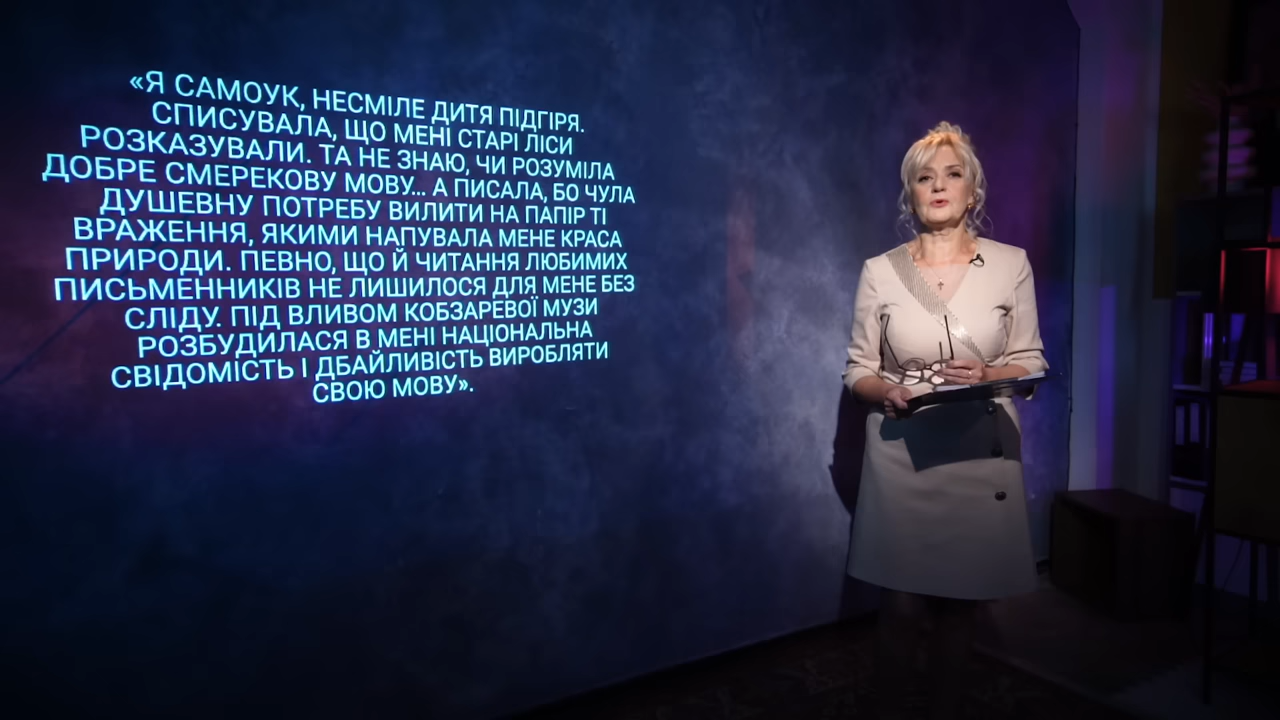 «Я САМОУК, НЕСМІЛЕ ДИТЯ ПІДГІРЯ.
СПИСУВАЛА, ЩО МЕНІ СТАРІ ЛІСИ
РОЗКАЗУВАЛИ. ТА НЕ ЗНАЮ, ЧИ РОЗУМІЛА
ДОБРЕ СМЕРЕКОВУ МОВУ... А ПИСАЛА, БО ЧУЛА
ДУШЕВНУ ПОТРЕБУ ВИЛИТИ НА ПАПІР ТІ
ВРАЖЕННЯ, ЯКИМИ НАПУВАЛА МЕНЕ КРАСА
ПРИРОДИ. ПЕВНО, ЩО Й ЧИТАННЯ ЛЮБИМИХ
ПИСЬМЕННИКІВ НЕ ЛИШИЛОСЯ ДЛЯ МЕНЕ БЕЗ
СЛІДУ. ПІД ВЛИВОМ КОБЗАРЕВОЇ МУЗИ
РОЗБУДИЛАСЯ В МЕНІ НАЦІОНАЛЬНА
СВІДОМІСТЬ І ДБАЙЛИВІСТЬ ВИРОБЛЯТИ
СВОЮ МОВУ».